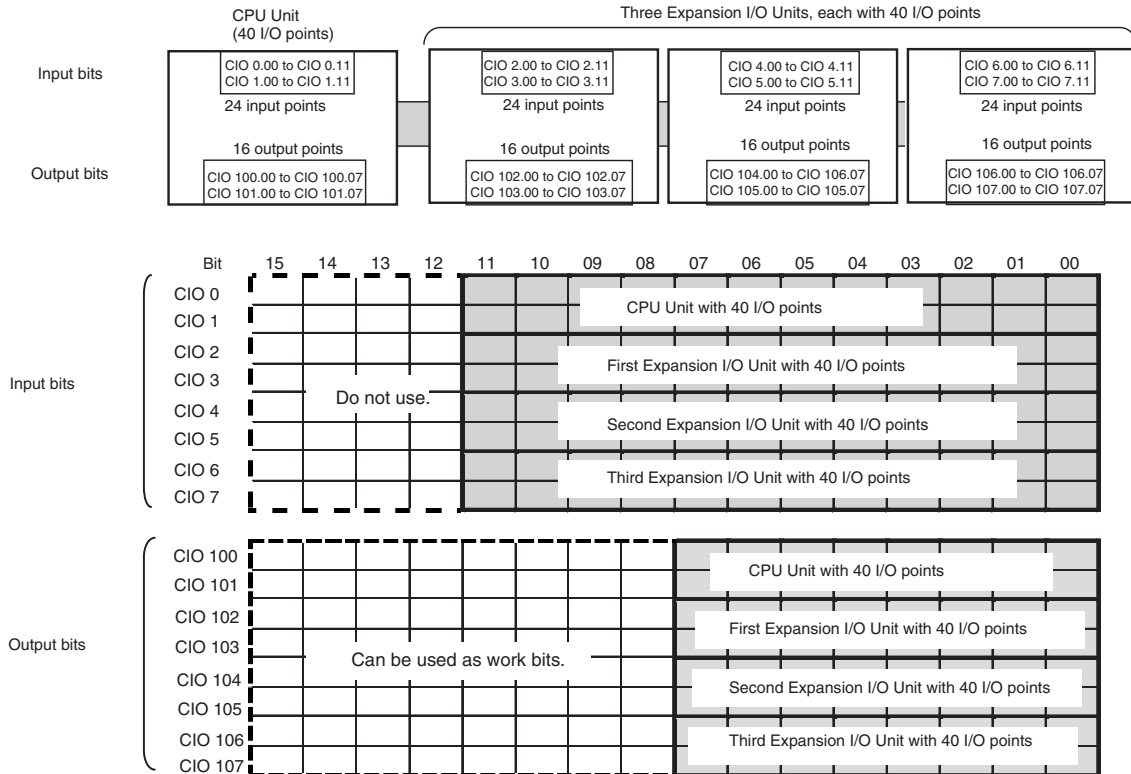 CPU Unit
(40 I/O points)
Three Expansion I/O Units, each with 40 I/O points
Input bits
CIO 0.00 to CIO 0.11
CIO 1.00 to CIO 1.11
24 input points
CIO 2.00 to CIO 2.11
CIO 3.00 to CIO 3.11
24 input points
CIO 4.00 to CIO 4.11
CIO 5.00 to CIO 5.11
24 input points
CIO 6.00 to CIO 6.11
CIO 7.00 to CIO 7.11
24 input points
Output bits
16 output points
CIO 100.00 to CIO 100.07
CIO 101.00 to CIO 101.07
16 output points
CIO 102.00 to CIO 102.07
CIO 103.00 to CIO 103.07
16 output points
CIO 104.00 to CIO 106.07
CIO 105.00 to CIO 105.07
16 output points
CIO 106.00 to CIO 106.07
CIO 107.00 to CIO 107.07
Bit 15 14 13 12 11 10 09 08 07 06 05 04 03 02 01 00
Input bits
CIO 0
CIO 1
CPU Unit with 40 I/O points
CIO 2
CIO 3
First Expansion I/O Unit with 40 I/O points
Do not use.
CIO 4
CIO 5
Second Expansion I/O Unit with 40 I/O points
CIO 6
CIO 7
Third Expansion I/O Unit with 40 I/O points
Output bits
CIO 100
CIO 101
CPU Unit with 40 I/O points
CIO 102
CIO 103
First Expansion I/O Unit with 40 I/O points
Can be used as work bits.
CIO 104
CIO 105
Second Expansion I/O Unit with 40 I/O points
CIO 106
CIO 107
Third Expansion I/O Unit with 40 I/O points